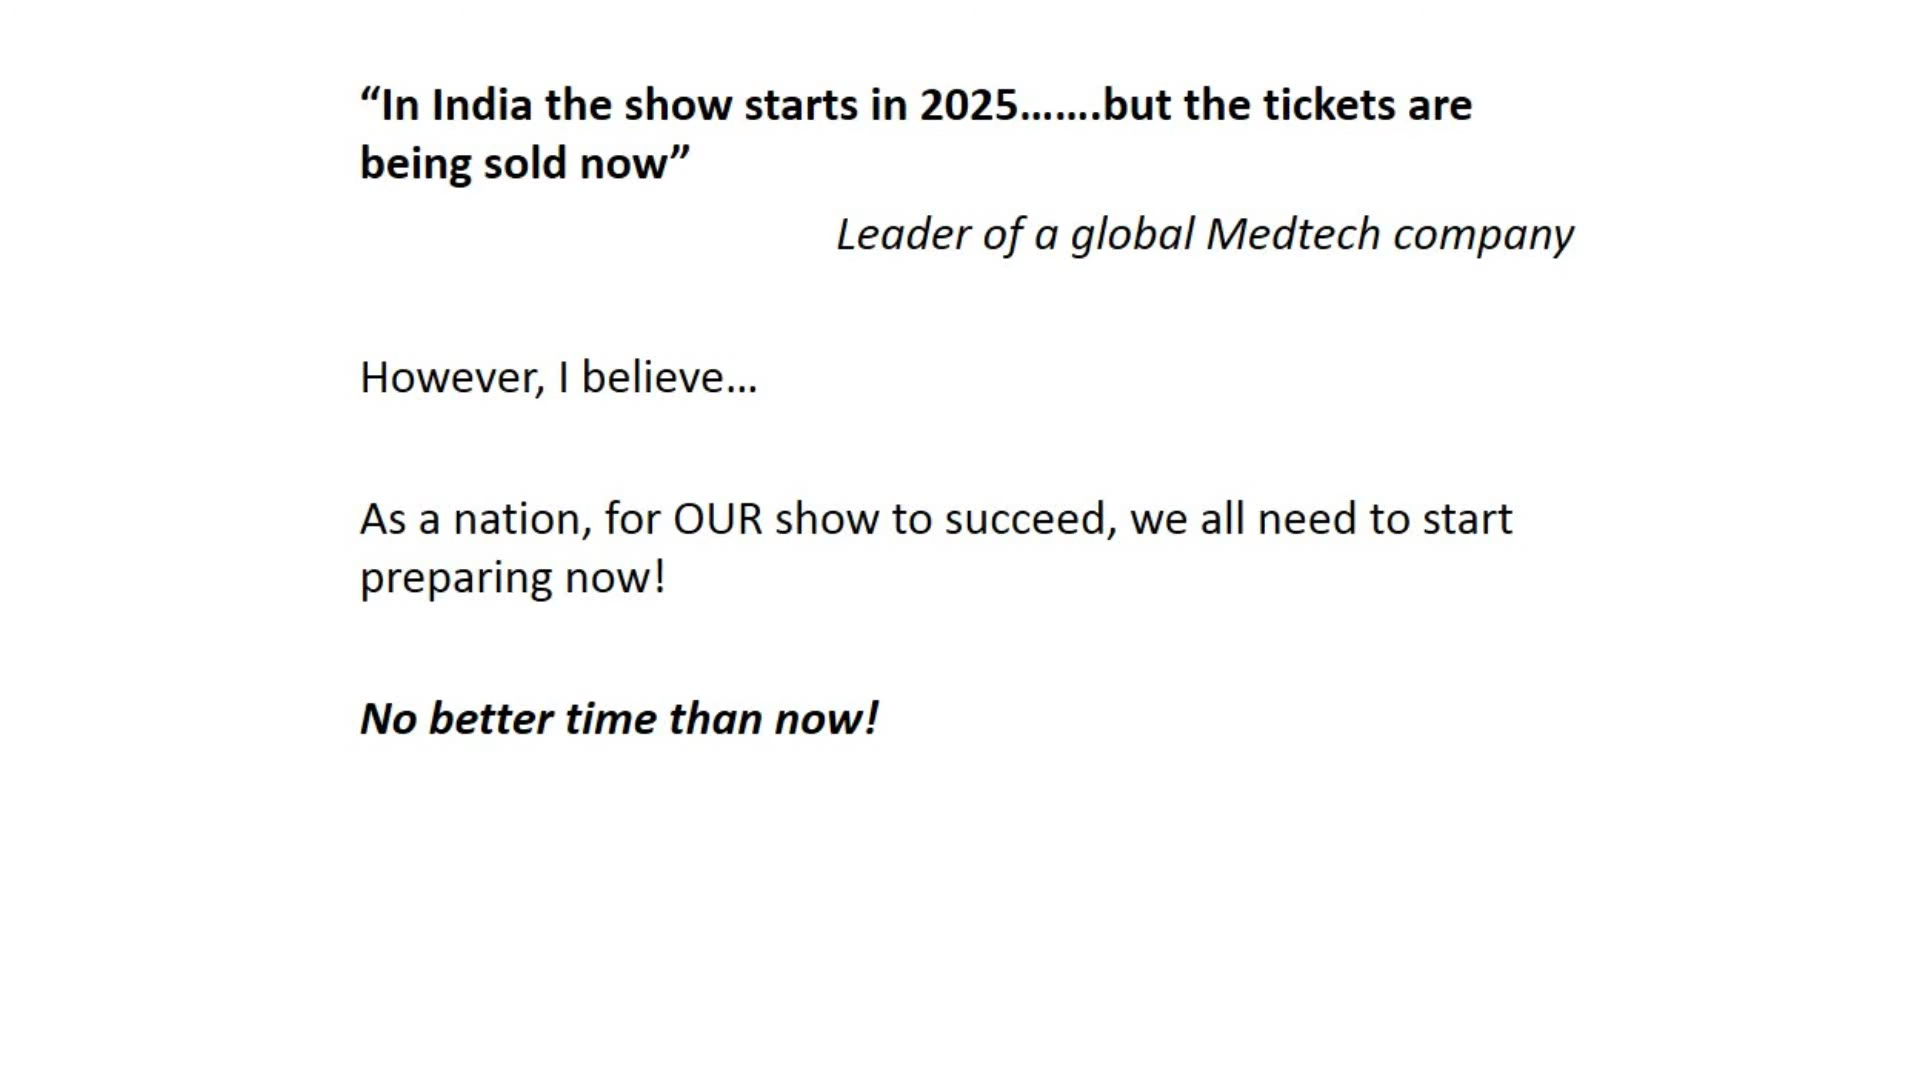 “In India the show starts in 2025…….but the tickets are
being sold now”
Leader of a global Medtech company
However, I believe…
As a nation, for OUR show to succeed, we all need to start
preparing now!
No better time than now!